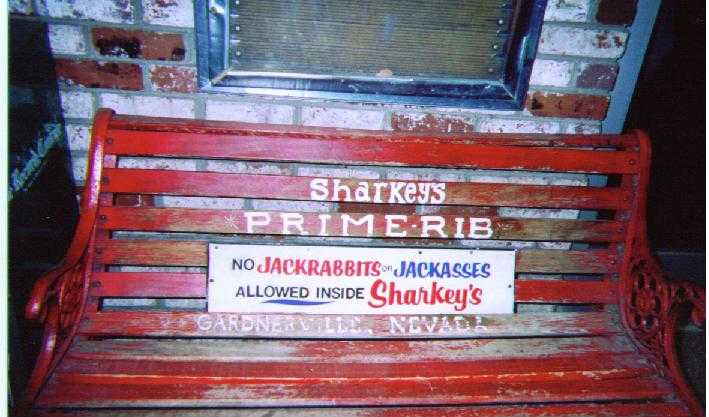 Sharkey's
PRIME-RIB
NO JACKRABBITS OR JACKASSES
ALLOWED INSIDE Sharkey's
GARDNERVILLE, NEVADA